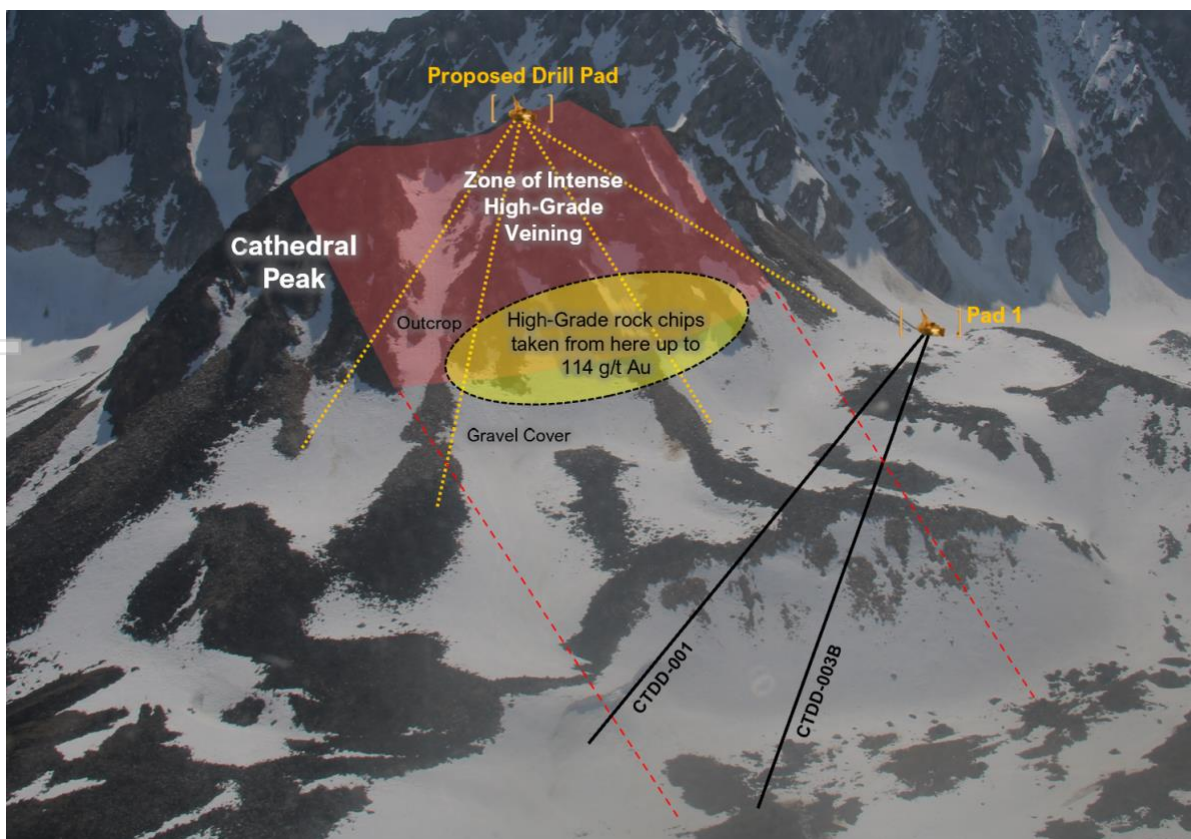 Proposed Drill Pad
Zone of Intense
High-Grade
Veining
Cathedral
Peak
Outcrop
High-Grade rock chips
taken from here up to
114 g/t Au
Pad 1
Gravel Cover
CTDD-001
CTDD-003B